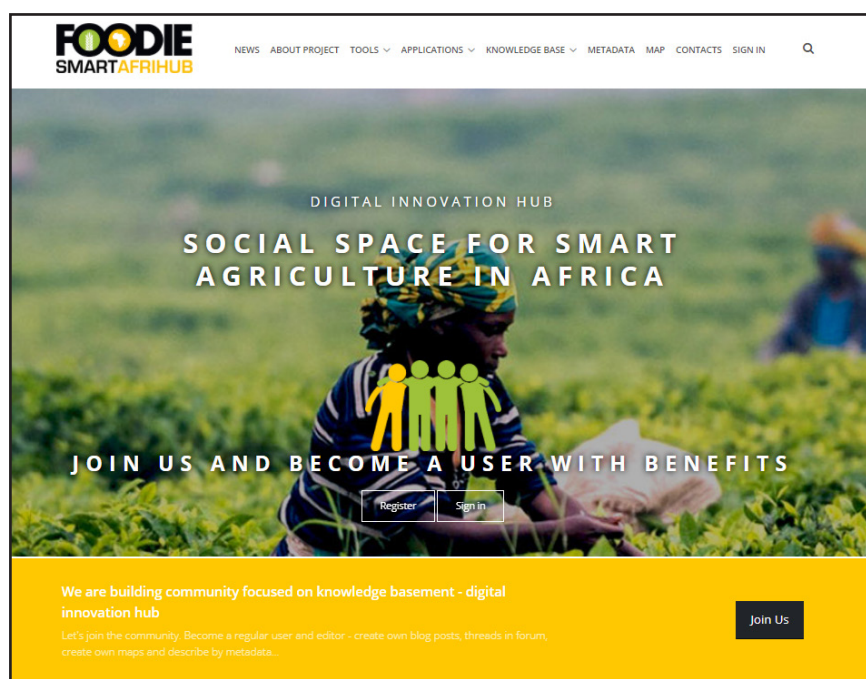 FOODIE
SMARTAFRIHUB
NEWS ABOUT PROJECT TOOLS APPLICATIONS KNOWLEDGE BASE METADATA MAP CONTACTS SIGN IN
DIGITAL INNOVATION HUB
SOCIAL SPACE FOR SMART
AGRICULTURE IN AFRICA
JOIN US AND BECOME A USER WITH BENEFITS
Register Sign in
We are building community focused on knowledge basement - digital
innovation hub
Let's join the community. Become a regular user and editor - create own blog posts, threads in forum,
create own maps and describe by metadata...
Join Us